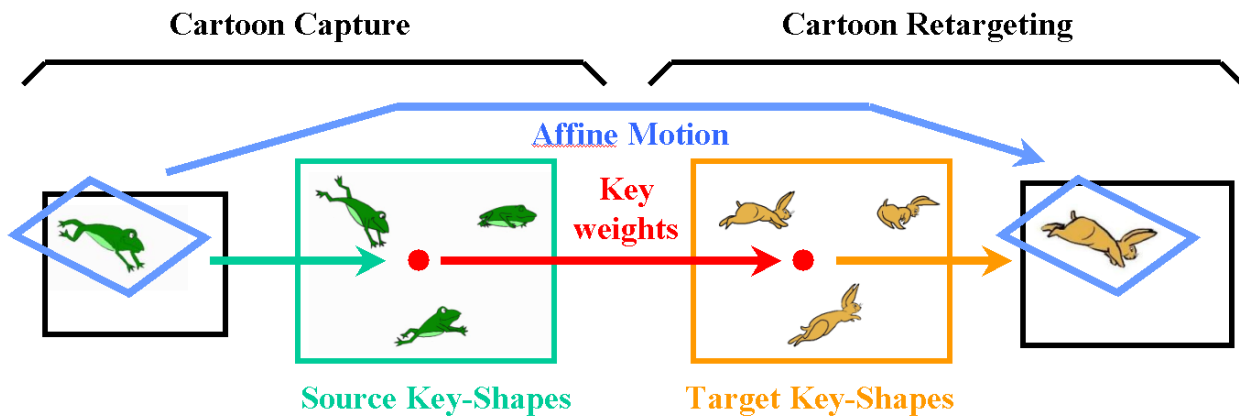 Cartoon Capture
Cartoon Retargeting
Affine Motion
Key
weights
Source Key-Shapes
Target Key-Shapes